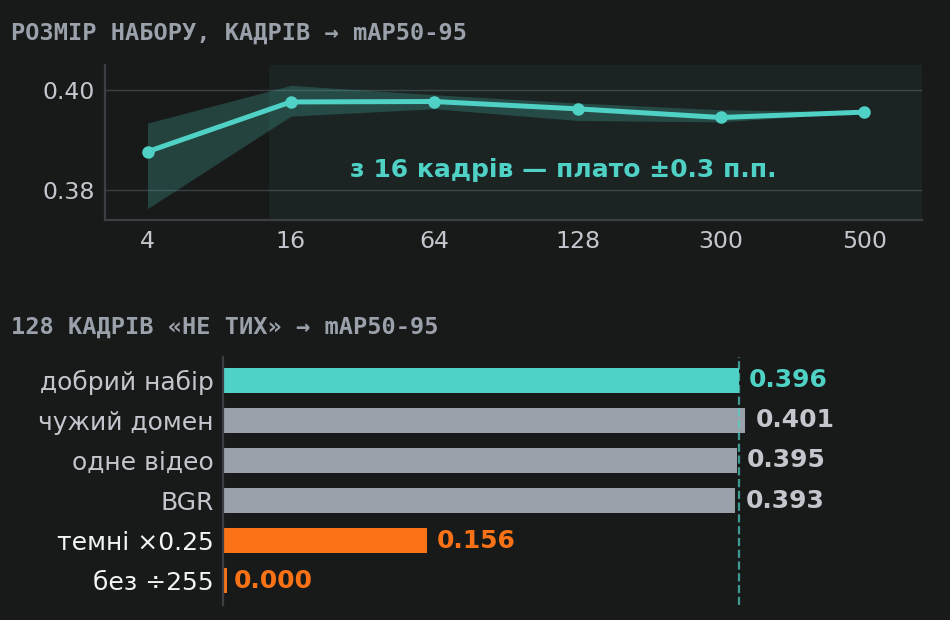 РОЗМІР НАБОРУ, КАДРІВ → mAP50-95
0.40
з 16 кадрів — плато ±0.3 п.п.
0.38
4 16 64 128 300 500
128 КАДРІВ «НЕ ТИХ» → mAP50-95
добрий набір 0.396
чужий домен 0.401
одне відео 0.395
BGR 0.393
темні ×0.25 0.156
без ÷255 0.000